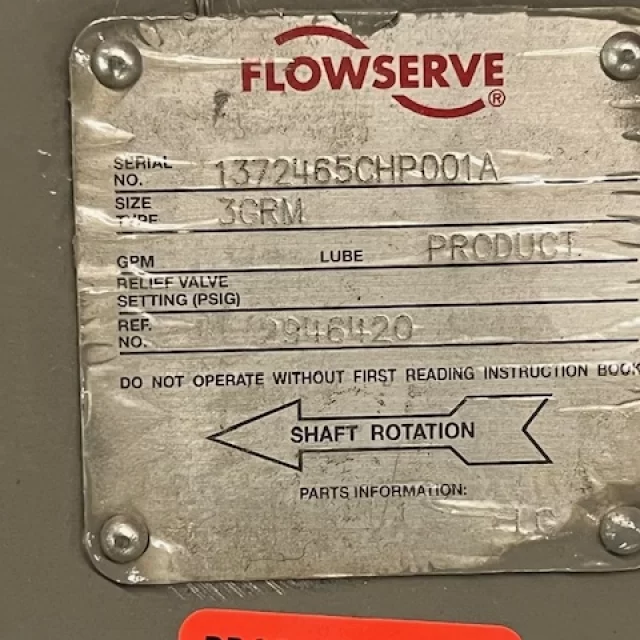 FLOWSERVE®
SERIAL NO. 1372465CHP001A
SIZE TYPE 3GRM
GPM LUBE PRODUCT
RELIEF VALVE
SETTING (PSIG)
REF. NO. 2946420
DO NOT OPERATE WITHOUT FIRST READING INSTRUCTION BOOK
SHAFT ROTATION
PARTS INFORMATION: